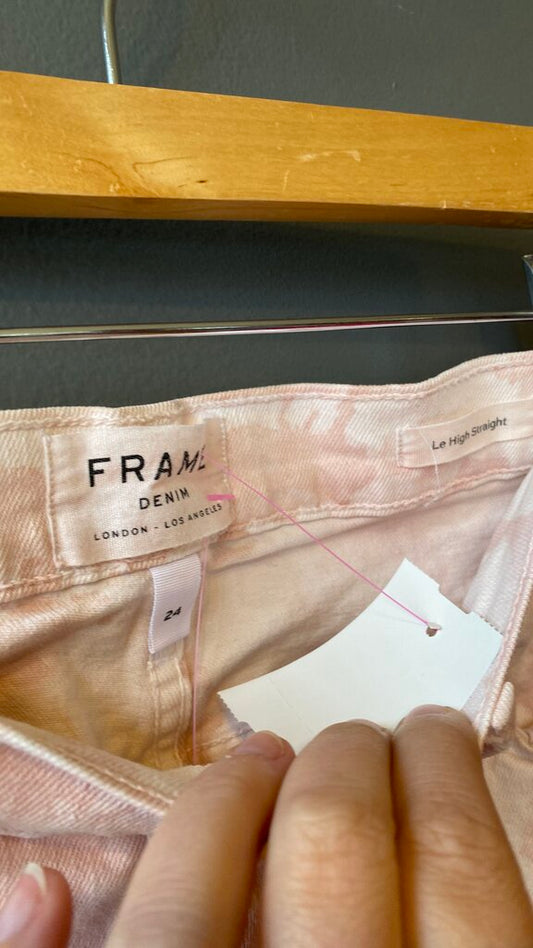 FRAME
DENIM
LONDON - LOS ANGELES
Le High Straight
24